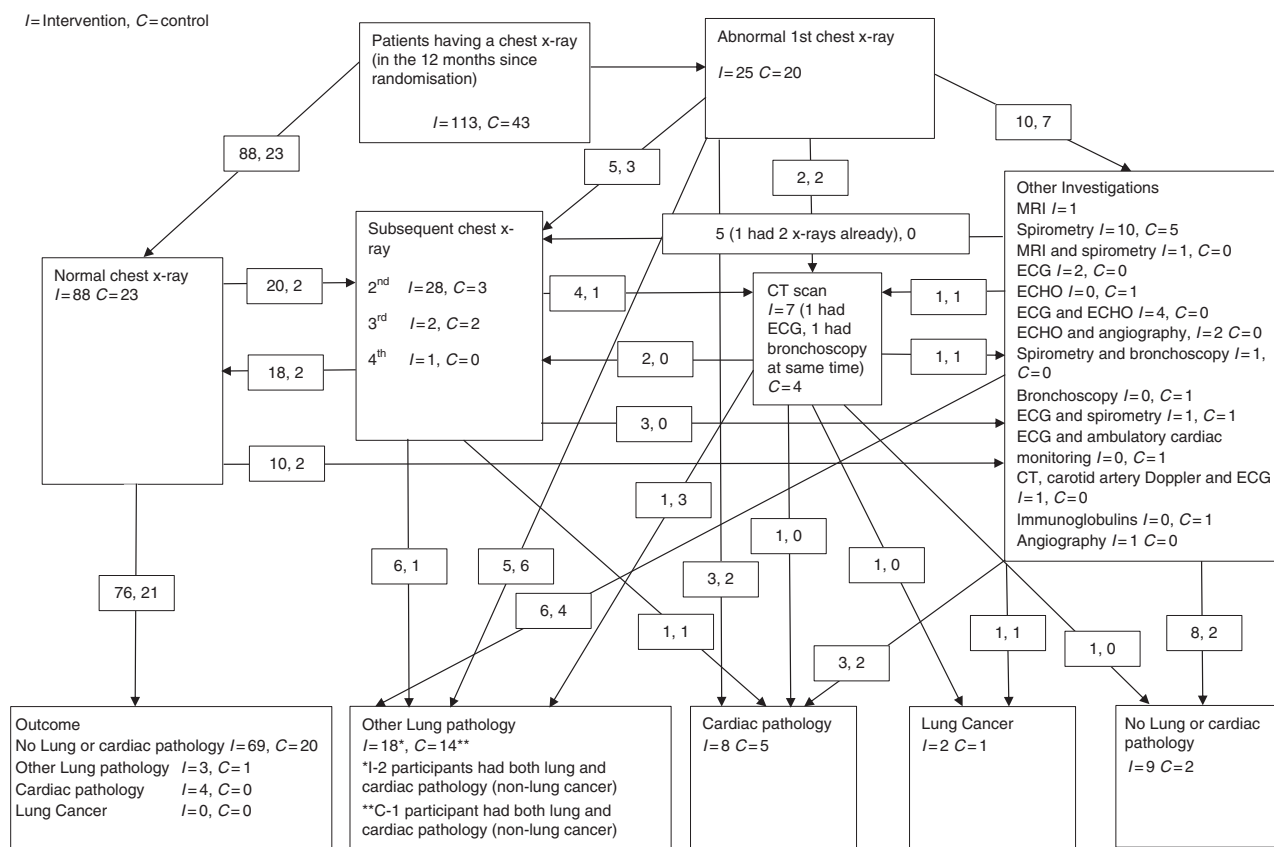 I=Intervention, C=control
Patients having a chest x-ray
(in the 12 months since
randomisation)
I=113, C=43
Abnormal 1st chest x-ray
I=25 C=20
88, 23
5, 3
2, 2
10, 7
Normal chest x-ray
I=88 C=23
20, 2
18, 2
10, 2
Subsequent chest x-
ray
2nd I=28, C=3
3rd I=2, C=2
4th I=1, C=0
5 (1 had 2 x-rays already), 0
4, 1
2, 0
3, 0
CT scan
I=7 (1 had
ECG, 1 had
bronchoscopy
at same time)
C=4
1, 1
1, 1
Other Investigations
MRI I=1
Spirometry I=10, C=5
MRI and spirometry I=1, C=0
ECG I=2, C=0
ECHO I=0, C=1
ECG and ECHO I=4, C=0
ECHO and angiography, I=2 C=0
Spirometry and bronchoscopy I=1,
C=0
Bronchoscopy I=0, C=1
ECG and spirometry I=1, C=1
ECG and ambulatory cardiac
monitoring I=0, C=1
CT, carotid artery Doppler and ECG
I=1, C=0
Immunoglobulins I=0, C=1
Angiography I=1 C=0
76, 21
6, 1
5, 6
1, 3
6, 4
1, 1
3, 2
1, 0
1, 0
3, 2
1, 1
1, 0
8, 2
Outcome
No Lung or cardiac pathology I=69, C=20
Other Lung pathology I=3, C=1
Cardiac pathology I=4, C=0
Lung Cancer I=0, C=0
Other Lung pathology
I=18*, C=14**
*I-2 participants had both lung and
cardiac pathology (non-lung cancer)
**C-1 participant had both lung and
cardiac pathology (non-lung cancer)
Cardiac pathology
I=8 C=5
Lung Cancer
I=2 C=1
No Lung or cardiac
pathology
I=9 C=2